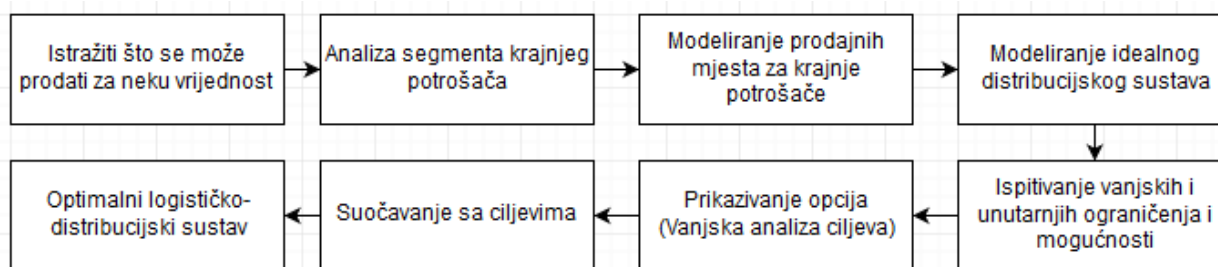 Istražiti što se može
prodati za neku vrijednost
Analiza segmenta krajnjeg
potrošača
Modeliranje prodajnih
mjesta za krajnje
potrošače
Modeliranje idealnog
distribucijskog sustava
Ispitivanje vanjskih i
unutarnjih ograničenja i
mogućnosti
Prikazivanje opcija
(Vanjska analiza ciljeva)
Suočavanje sa ciljevima
Optimalni logističko-
distribucijski sustav